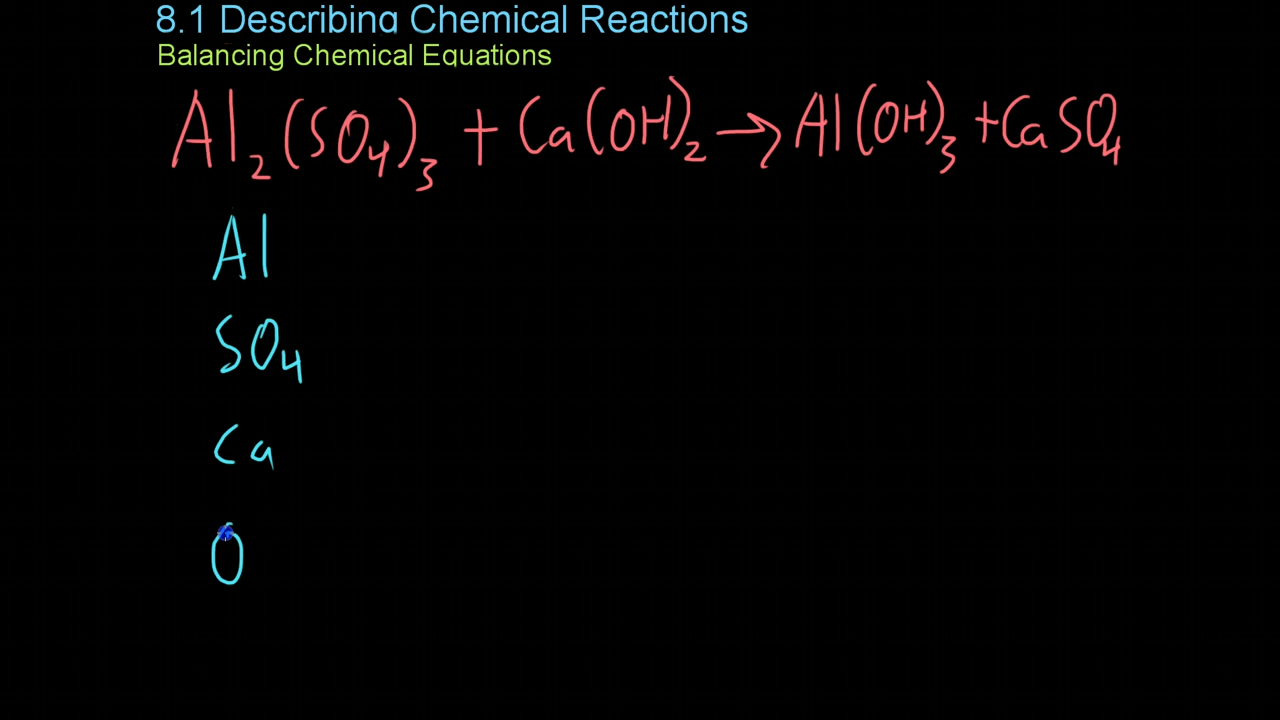 8.1 Describing Chemical Reactions
Balancing Chemical Equations
Al₂(SO₄)₃ + Ca(OH)₂ → Al(OH)₃ + CaSO₄
Al
SO₄
Ca
O